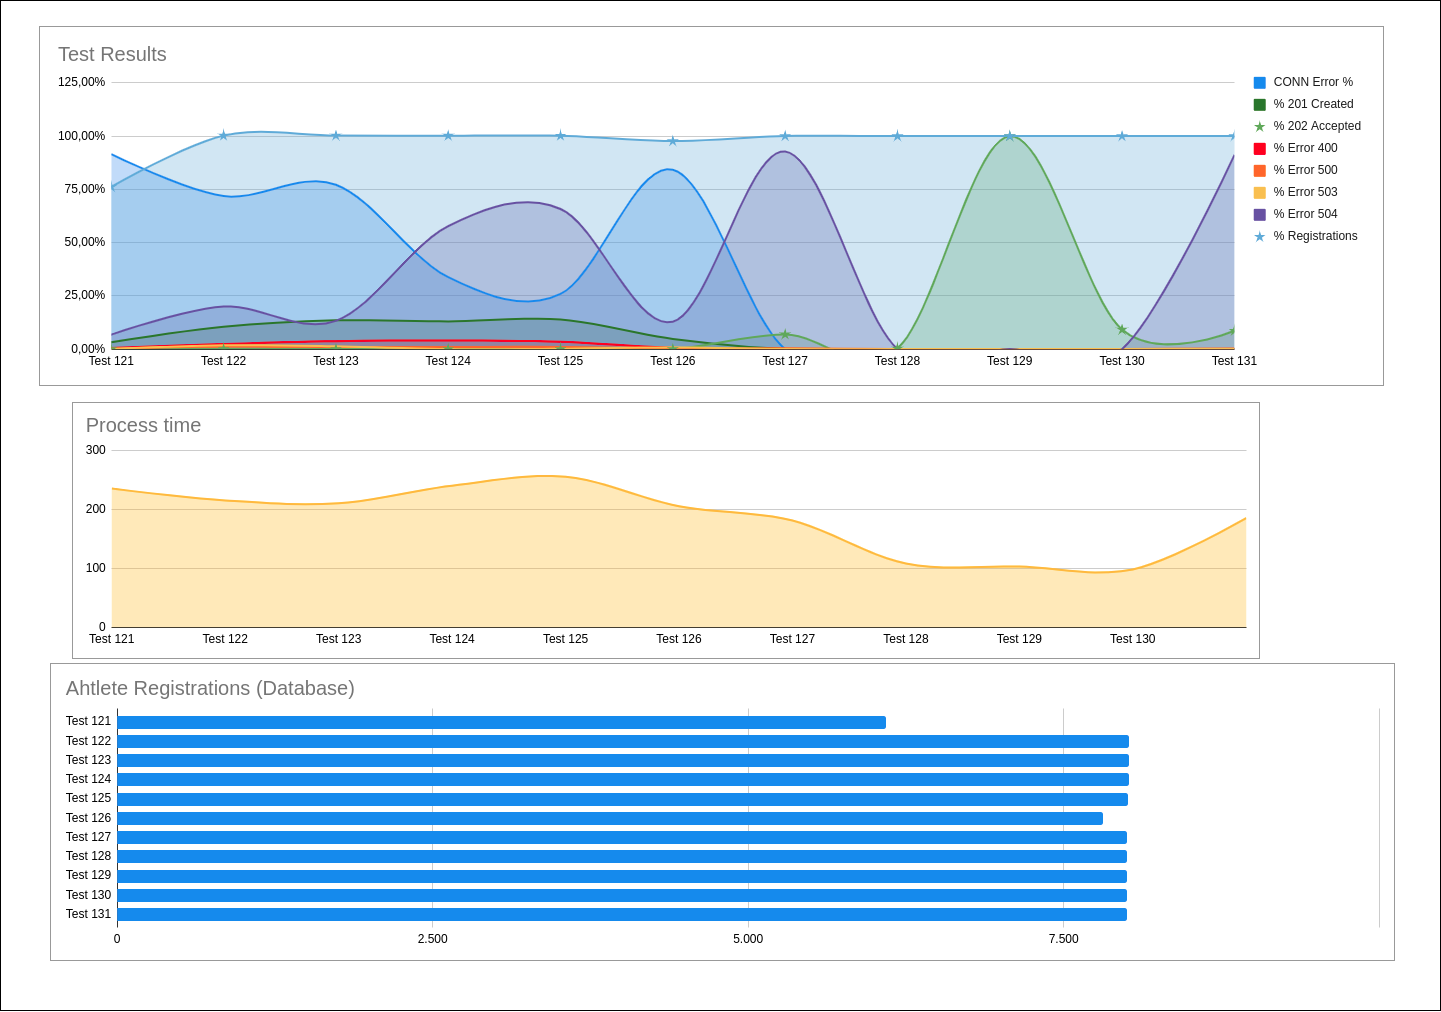 Test Results
125,00%
100,00%
75,00%
50,00%
25,00%
0,00%
Test 121 Test 122 Test 123 Test 124 Test 125 Test 126 Test 127 Test 128 Test 129 Test 130 Test 131
CONN Error %
% 201 Created
% 202 Accepted
% Error 400
% Error 500
% Error 503
% Error 504
% Registrations
Process time
300
200
100
0
Test 121 Test 122 Test 123 Test 124 Test 125 Test 126 Test 127 Test 128 Test 129 Test 130
Ahtlete Registrations (Database)
Test 121
Test 122
Test 123
Test 124
Test 125
Test 126
Test 127
Test 128
Test 129
Test 130
Test 131
0 2.500 5.000 7.500